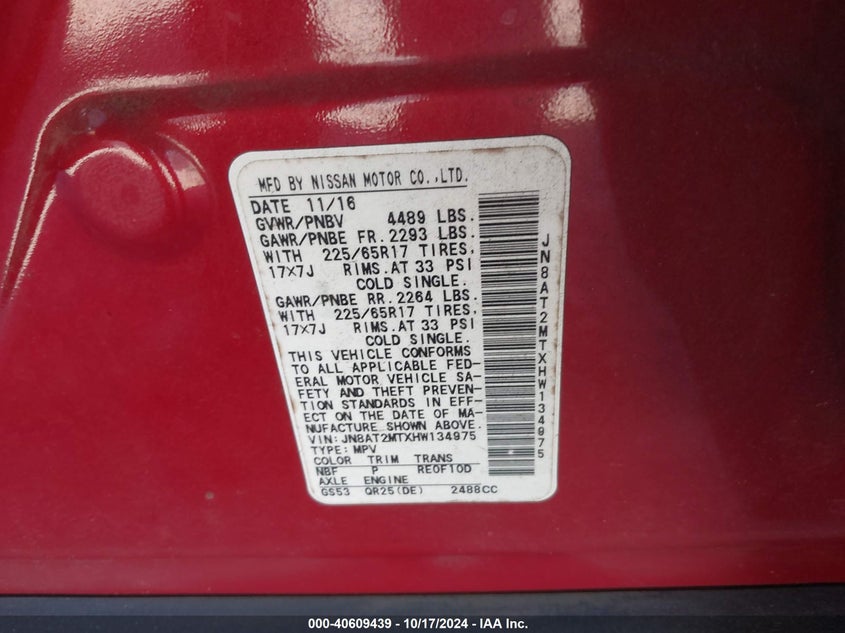 MFD BY NISSAN MOTOR CO.,LTD.
DATE 11/16
GVWR/PNBV 4489 LBS.
GAWR/PNBE FR. 2293 LBS.
WITH 225/65R17 TIRES,
17X7J RIMS.AT 33 PSI
COLD SINGLE.
GAWR/PNBE RR. 2264 LBS.
WITH 225/65R17 TIRES,
17X7J RIMS.AT 33 PSI
COLD SINGLE.
THIS VEHICLE CONFORMS
TO ALL APPLICABLE FED-
ERAL MOTOR VEHICLE SA-
FETY AND THEFT PREVEN-
TION STANDARDS IN EFF-
ECT ON THE DATE OF MA-
NUFACTURE SHOWN ABOVE.
VIN: JN8AT2MTXHW134975
TYPE: MPV
COLOR TRIM TRANS
NBF P RE0F10D
AXLE ENGINE
GS53 QR25(DE) 2488CC
JN8AT2MTXHW134975
000-40609439 - 10/17/2024 - IAA Inc.